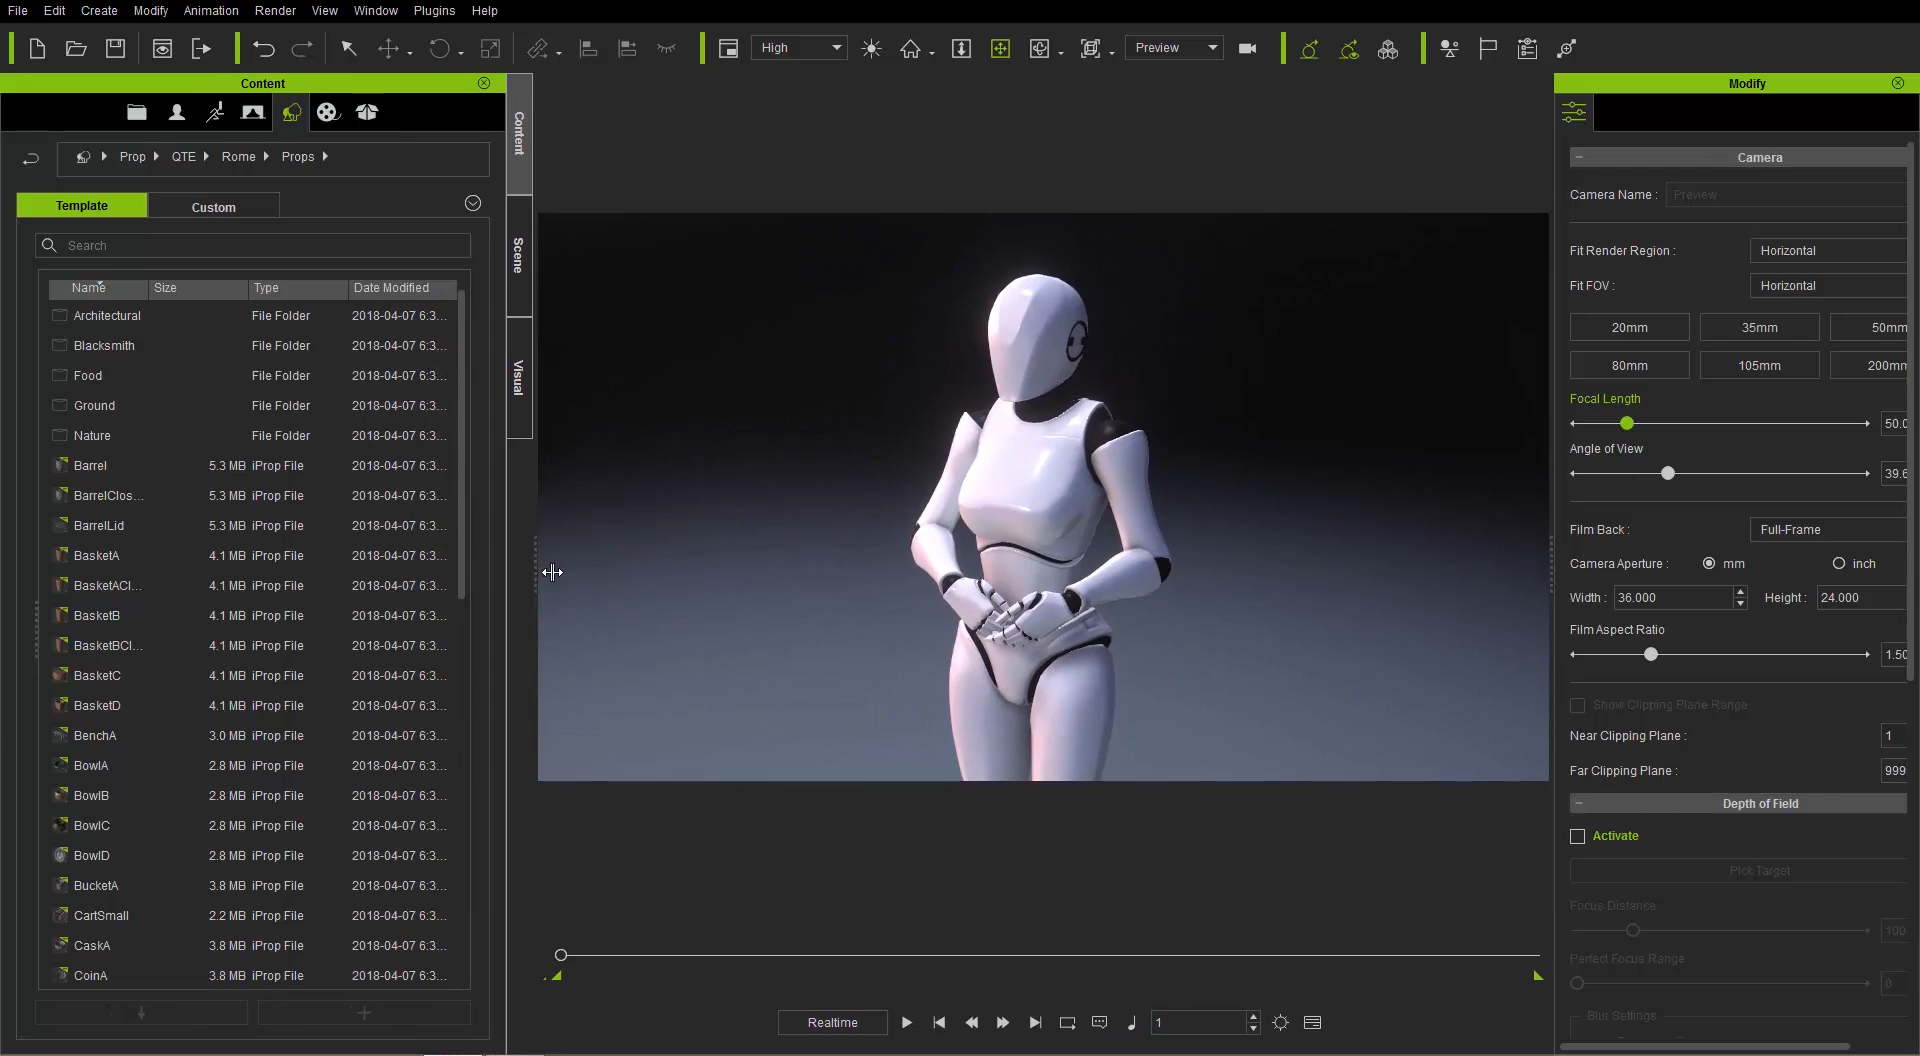 File Edit Create Modify Animation Render View Window Plugins Help
High
Preview
Content
Modify
Prop QTE Rome Props
Template Custom
Search
Name Size Type Date Modified
Architectural File Folder 2018-04-07 6:3...
Blacksmith File Folder 2018-04-07 6:3...
Food File Folder 2018-04-07 6:3...
Ground File Folder 2018-04-07 6:3...
Nature File Folder 2018-04-07 6:3...
Barrel 5.3 MB iProp File 2018-04-07 6:3...
BarrelClos... 5.3 MB iProp File 2018-04-07 6:3...
BarrelLid 5.3 MB iProp File 2018-04-07 6:3...
BasketA 4.1 MB iProp File 2018-04-07 6:3...
BasketACl... 4.1 MB iProp File 2018-04-07 6:3...
BasketB 4.1 MB iProp File 2018-04-07 6:3...
BasketBCl... 4.1 MB iProp File 2018-04-07 6:3...
BasketC 4.1 MB iProp File 2018-04-07 6:3...
BasketD 4.1 MB iProp File 2018-04-07 6:3...
BenchA 3.0 MB iProp File 2018-04-07 6:3...
BowlA 2.8 MB iProp File 2018-04-07 6:3...
BowlB 2.8 MB iProp File 2018-04-07 6:3...
BowlC 2.8 MB iProp File 2018-04-07 6:3...
BowlD 2.8 MB iProp File 2018-04-07 6:3...
BucketA 3.8 MB iProp File 2018-04-07 6:3...
CartSmall 2.2 MB iProp File 2018-04-07 6:3...
CaskA 3.8 MB iProp File 2018-04-07 6:3...
CoinA 3.8 MB iProp File 2018-04-07 6:3...
Content
Scene
Visual
Realtime
1
Camera
Camera Name : Preview
Fit Render Region : Horizontal
Fit FOV : Horizontal
20mm 35mm 50mm
80mm 105mm 200mm
Focal Length
50.0
Angle of View
39.6
Film Back : Full-Frame
Camera Aperture : mm inch
Width : 36.000 Height : 24.000
Film Aspect Ratio
1.50
Show Clipping Plane Range
Near Clipping Plane : 1
Far Clipping Plane : 999
Depth of Field
Activate
Pick Target
Focus Distance
100
Perfect Focus Range
0
Blur Settings